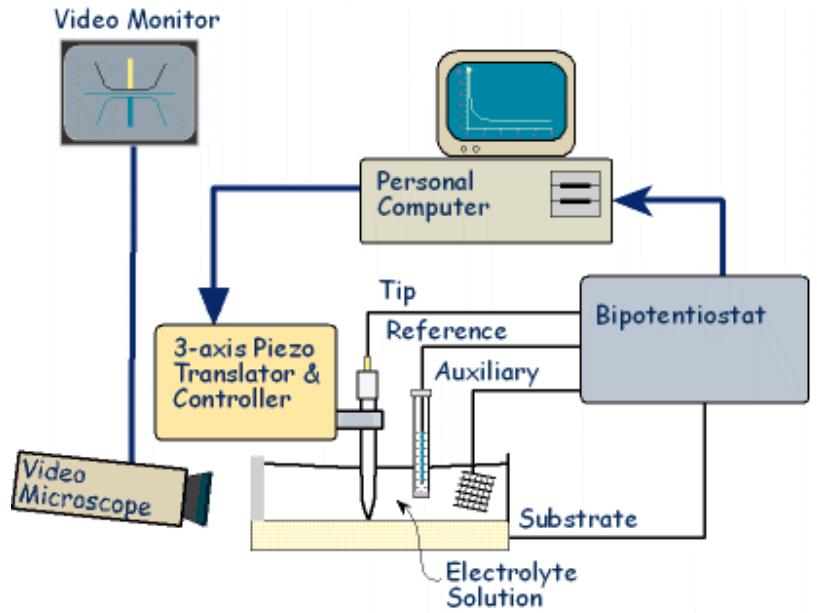 Video Monitor
Personal
Computer
Tip
Reference
Auxiliary
Bipotentiostat
3-axis Piezo
Translator &
Controller
Video
Microscope
Substrate
Electrolyte
Solution